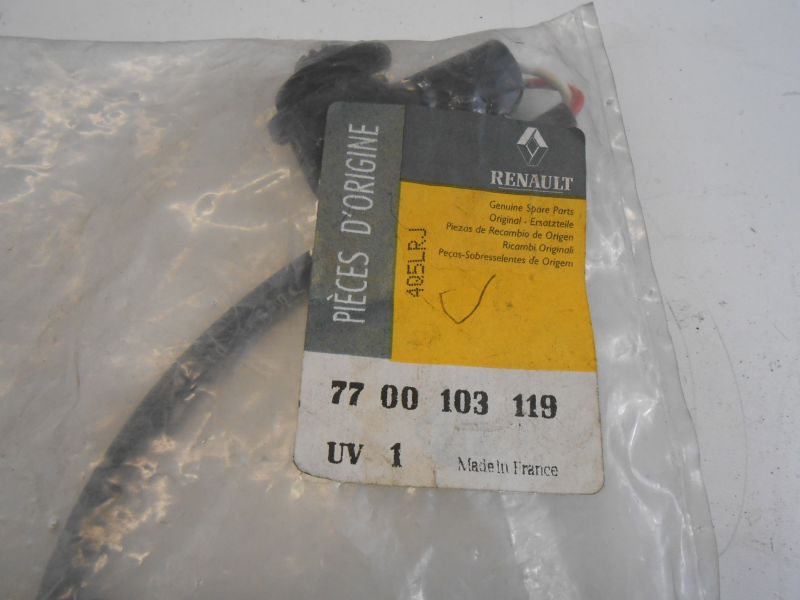 PIÈCES D'ORIGINE
RENAULT
Genuine Spare Parts
Original - Ersatzteile
Piezas de Recambio de Origen
Ricambi Originali
Peças-Sobresselentes de Origem
405LRJ
77 00 103 119
UV 1
Made in France